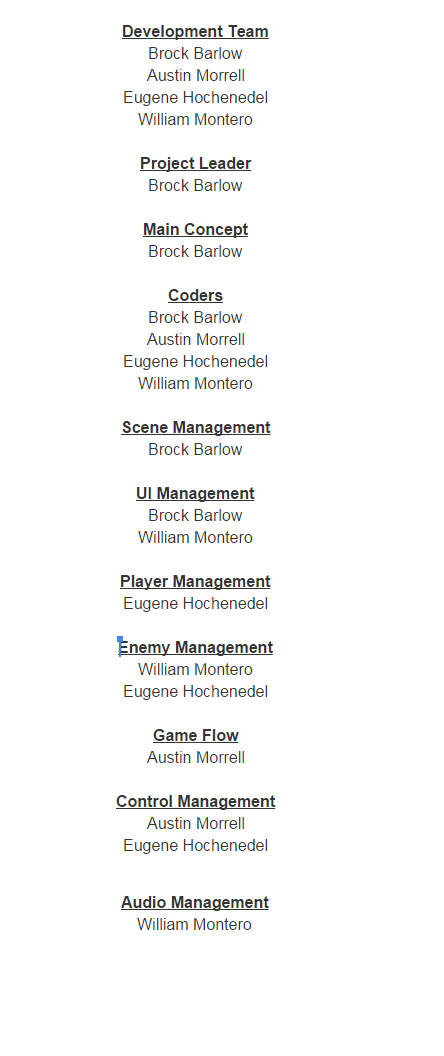 Development Team
Brock Barlow
Austin Morrell
Eugene Hochenedel
William Montero
Project Leader
Brock Barlow
Main Concept
Brock Barlow
Coders
Brock Barlow
Austin Morrell
Eugene Hochenedel
William Montero
Scene Management
Brock Barlow
UI Management
Brock Barlow
William Montero
Player Management
Eugene Hochenedel
Enemy Management
William Montero
Eugene Hochenedel
Game Flow
Austin Morrell
Control Management
Austin Morrell
Eugene Hochenedel
Audio Management
William Montero